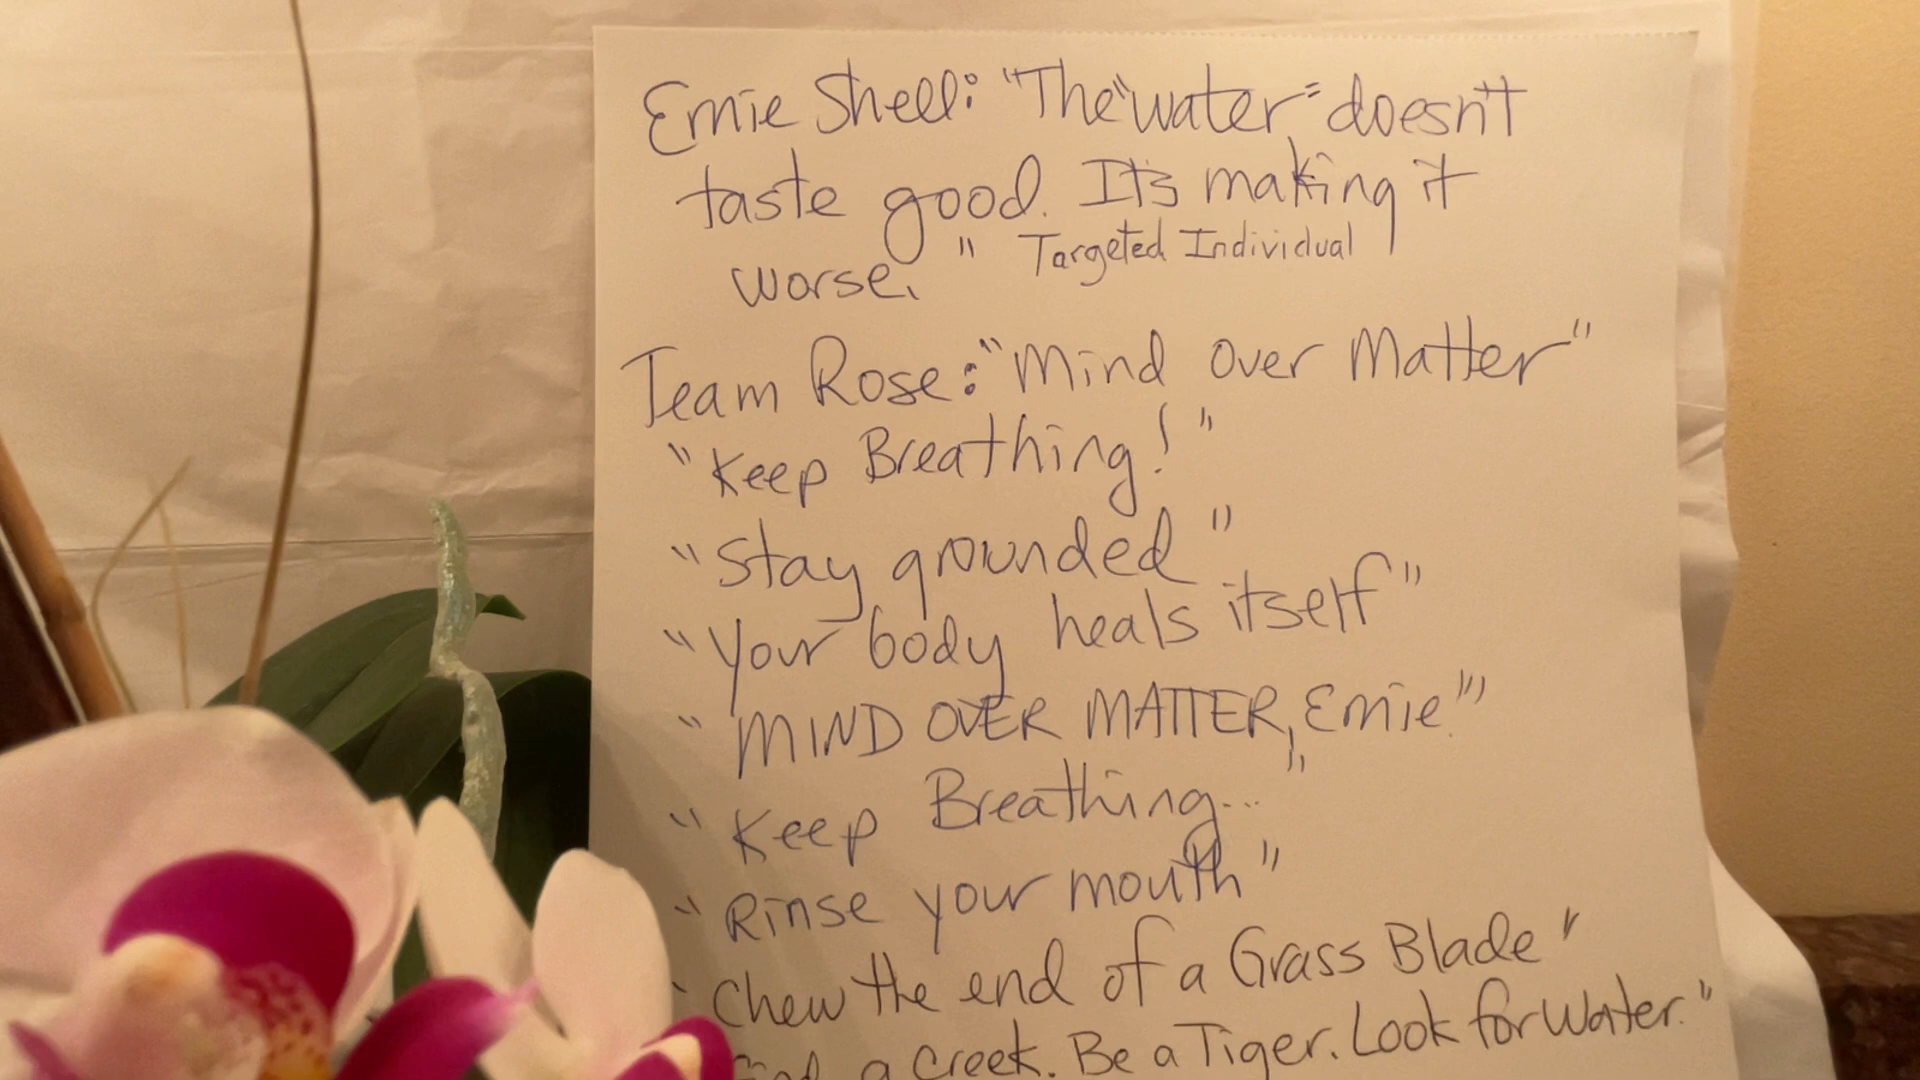 Ernie Shell: "The "water" doesn't
taste good. It's making it
worse." Targeted Individual
Team Rose: "Mind Over Matter"
"Keep Breathing!"
"Stay grounded"
"Your body heals itself"
"MIND OVER MATTER, Ernie!"
"Keep Breathing..."
"Rinse your mouth"
"Chew the end of a Grass Blade"
a creek. Be a Tiger. Look for Water."